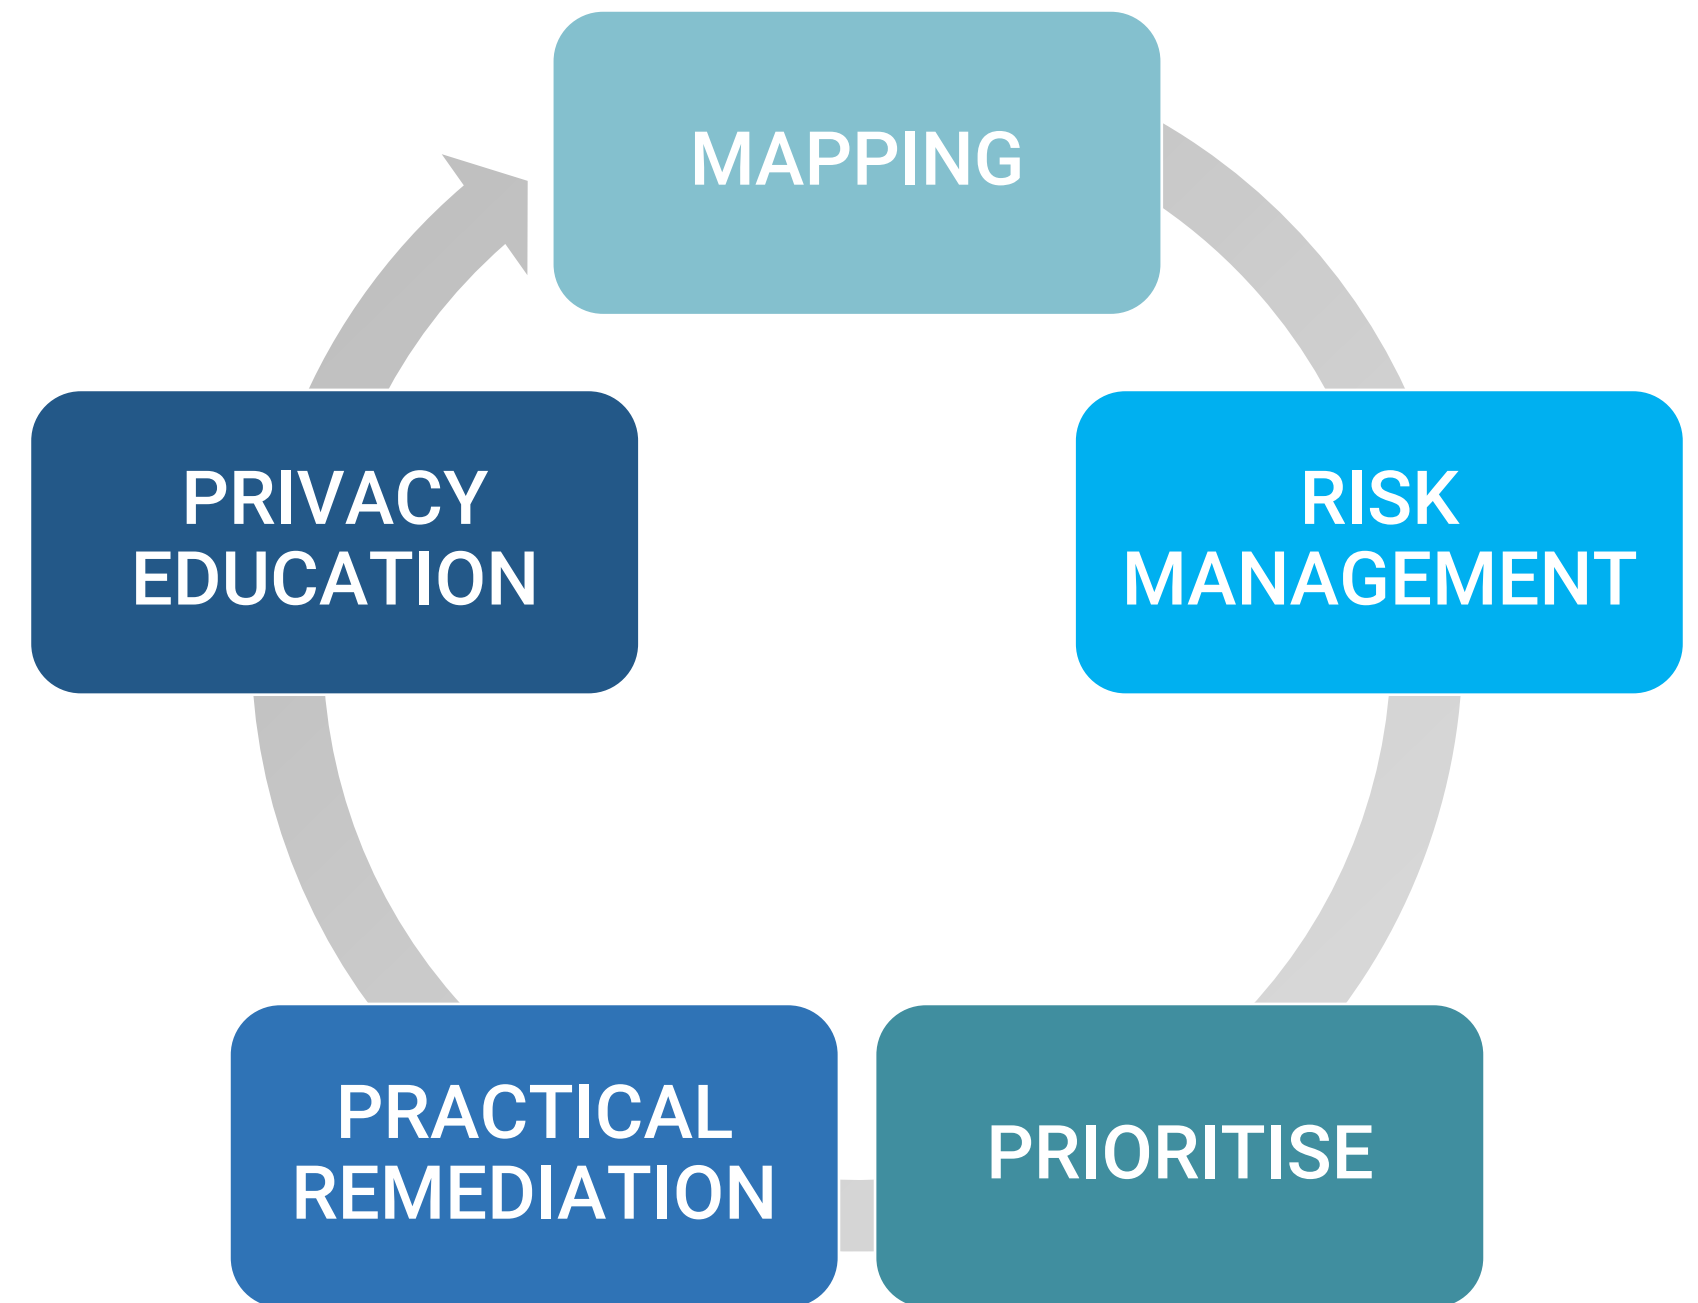 MAPPING
RISK
MANAGEMENT
PRIORITISE
PRACTICAL
REMEDIATION
PRIVACY
EDUCATION